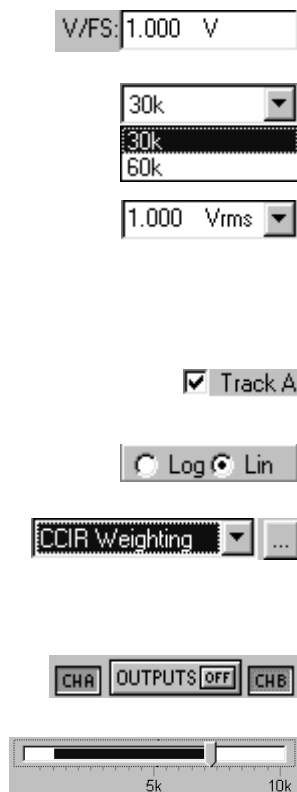 V/FS: 1.000 V
30k
30k
60k
1.000 Vrms
Track A
Log Lin
CCIR Weighting ...
CHA OUTPUTS OFF CHB
5k 10k